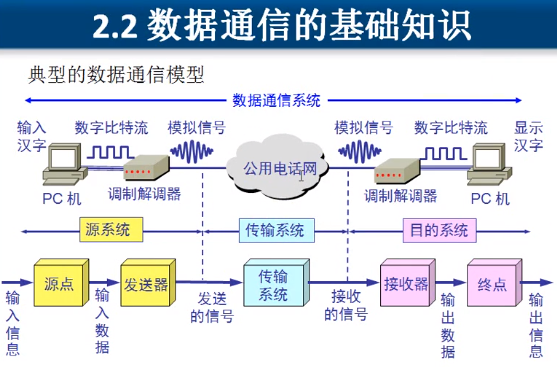 2.2 数据通信的基础知识
典型的数据通信模型
数据通信系统
输入
汉字
数字比特流
模拟信号
模拟信号
数字比特流
显示
汉字
公用电话网
PC 机
调制解调器
调制解调器
PC 机
源系统
传输系统
目的系统
源点
发送器
传输
系统
接收器
终点
输入信息
输入数据
发送
的信号
接收
的信号
输出数据
输出信息